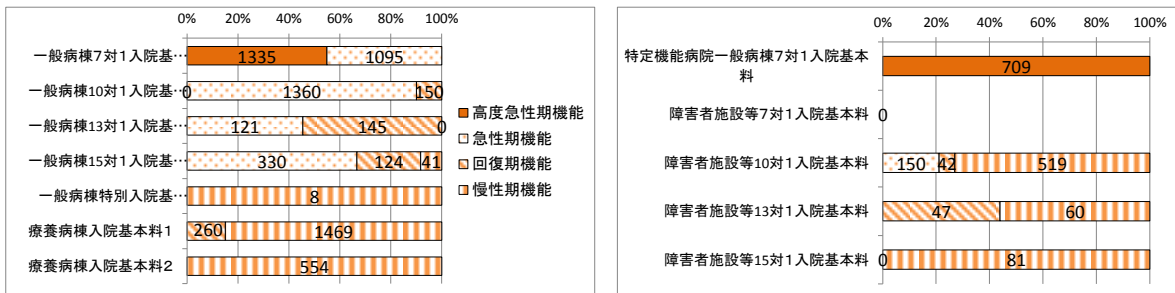 0% 20% 40% 60% 80% 100%
一般病棟7対1入院基… 1335 1095
一般病棟10対1入院基… 0 1360 150
一般病棟13対1入院基… 121 145 0
一般病棟15対1入院基… 330 124 41
一般病棟特別入院基… 8
療養病棟入院基本料1 260 1469
療養病棟入院基本料2 554
高度急性期機能
急性期機能
回復期機能
慢性期機能
0% 20% 40% 60% 80% 100%
特定機能病院一般病棟7対1入院基本
料
709
障害者施設等7対1入院基本料 0
障害者施設等10対1入院基本料 150 42 519
障害者施設等13対1入院基本料 47 60
障害者施設等15対1入院基本料 0 81